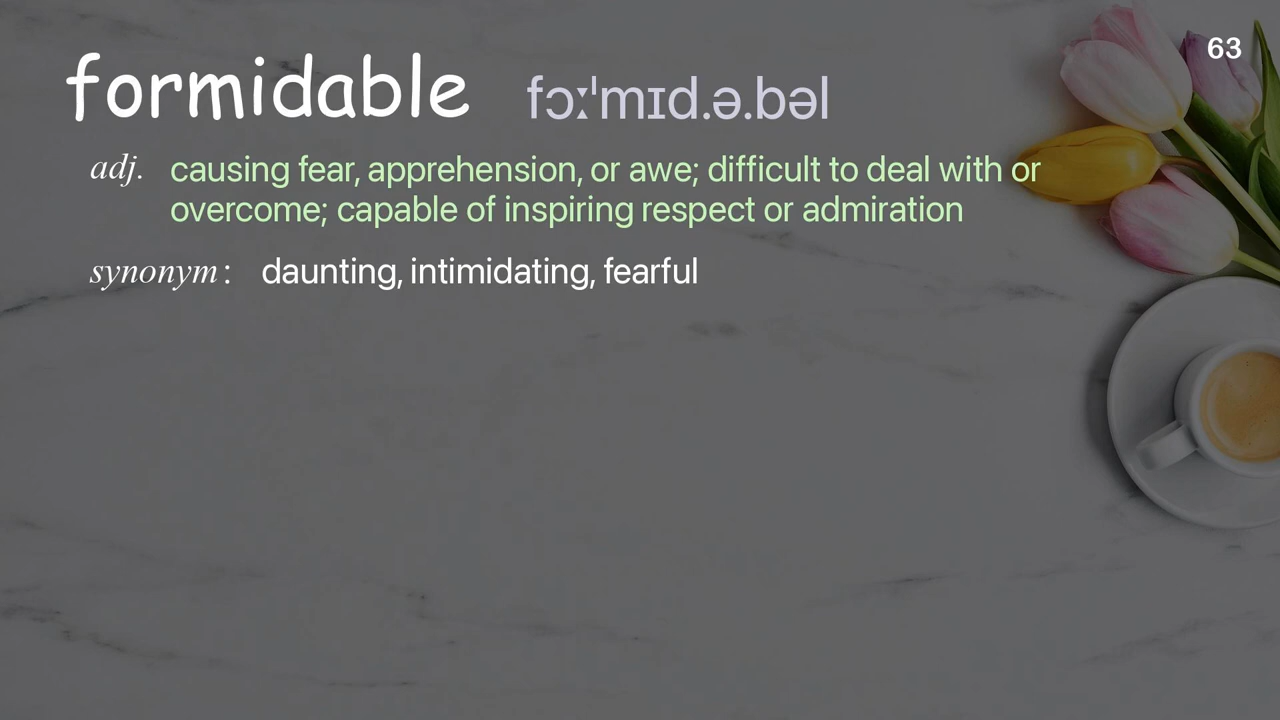 63
formidable fɔːˈmɪd.ə.bəl
adj. causing fear, apprehension, or awe; difficult to deal with or
overcome; capable of inspiring respect or admiration
synonym : daunting, intimidating, fearful